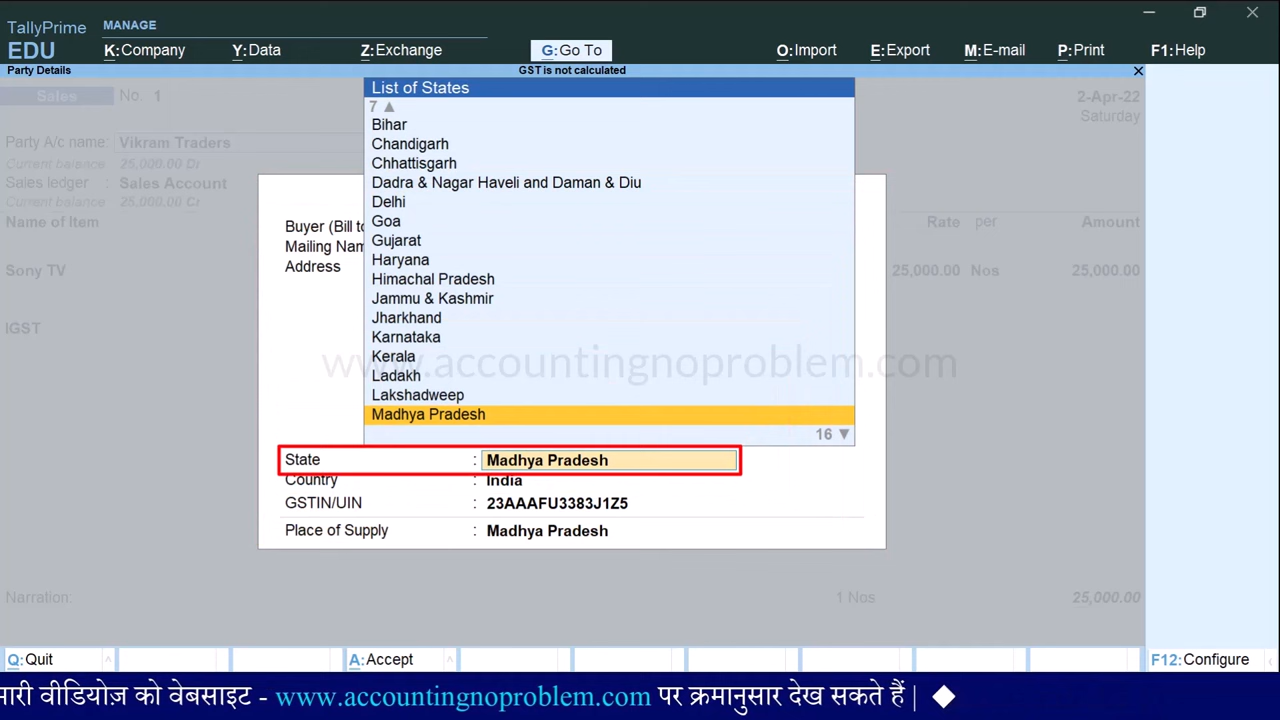 TallyPrime
EDU
MANAGE
K:Company
Y:Data
Z:Exchange
G:Go To
O:Import
E:Export
M:E-mail
P:Print
F1:Help
Party Details
GST is not calculated
Sales
No. 1
2-Apr-22
Saturday
Party A/c name: Vikram Traders
Current balance 25,000.00 Dr
Sales ledger : Sales Account
Current balance 25,000.00 Cr
Name of Item
Rate per Amount
Sony TV
25,000.00 Nos 25,000.00
IGST
List of States
7 ▲
Bihar
Chandigarh
Chhattisgarh
Dadra & Nagar Haveli and Daman & Diu
Delhi
Goa
Gujarat
Haryana
Himachal Pradesh
Jammu & Kashmir
Jharkhand
Karnataka
Kerala
Ladakh
Lakshadweep
Madhya Pradesh
16 ▼
www.accountingnoproblem.com
Buyer (Bill to
Mailing Nam
Address
State : Madhya Pradesh
Country : India
GSTIN/UIN : 23AAAFU3383J1Z5
Place of Supply : Madhya Pradesh
Narration:
1 Nos 25,000.00
Q:Quit
A:Accept
F12:Configure
मारी वीडियोज़ को वेबसाइट - www.accountingnoproblem.com पर क्रमानुसार देख सकते हैं | ◆